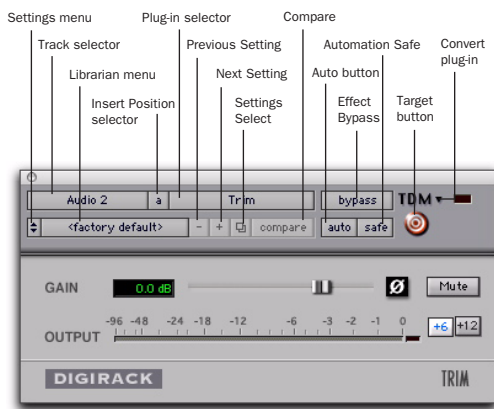 Settings menu
Plug-in selector
Compare
Track selector
Previous Setting
Automation Safe
Convert
plug-in
Librarian menu
Next Setting
Auto button
Insert Position
selector
Settings
Select
Effect
Bypass
Target
button
Audio 2 a Trim bypass TDM
<factory default> - + compare auto safe
GAIN 0.0 dB Ø Mute
-96 -48 -24 -18 -12 -6 -3 -2 -1 0
OUTPUT +6 +12
DIGIRACK TRIM